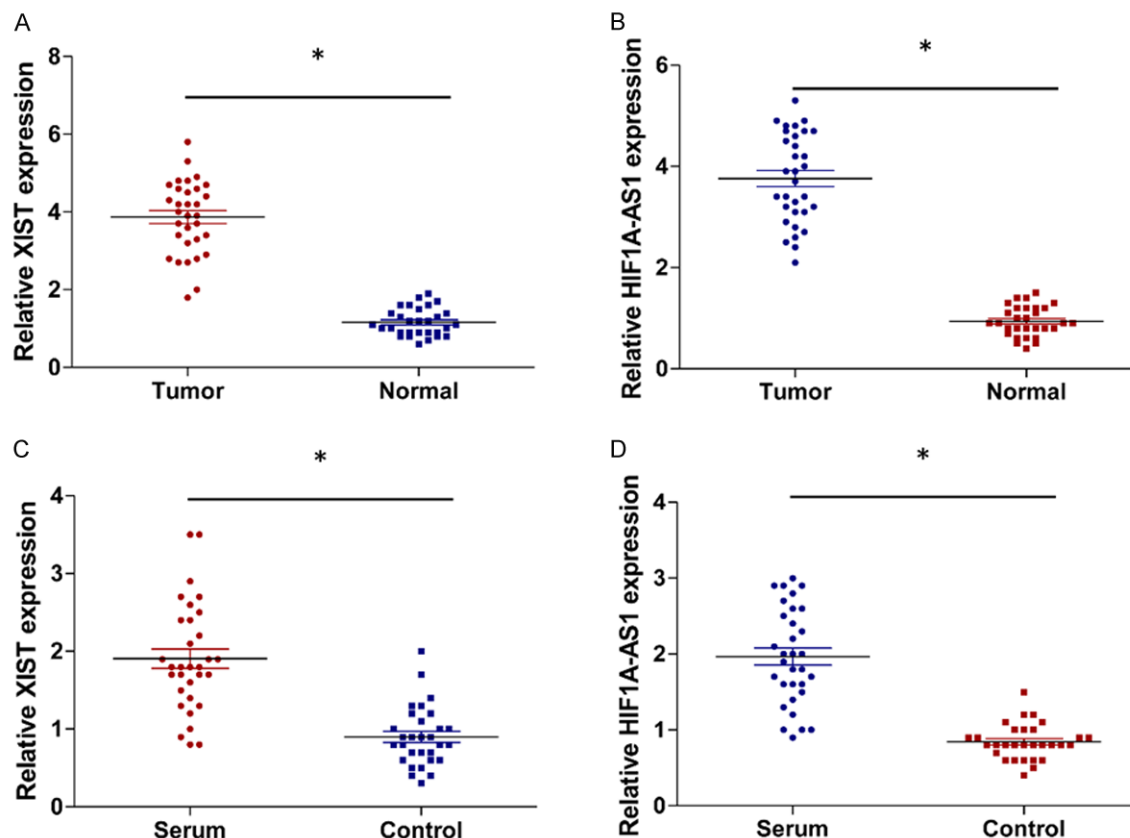 A
Relative XIST expression
8
6
4
2
0
*
Tumor
Normal
B
Relative HIF1A-AS1 expression
6
4
2
0
*
Tumor
Normal
C
Relative XIST expression
4
3
2
1
0
*
Serum
Control
D
Relative HIF1A-AS1 expression
4
3
2
1
0
*
Serum
Control